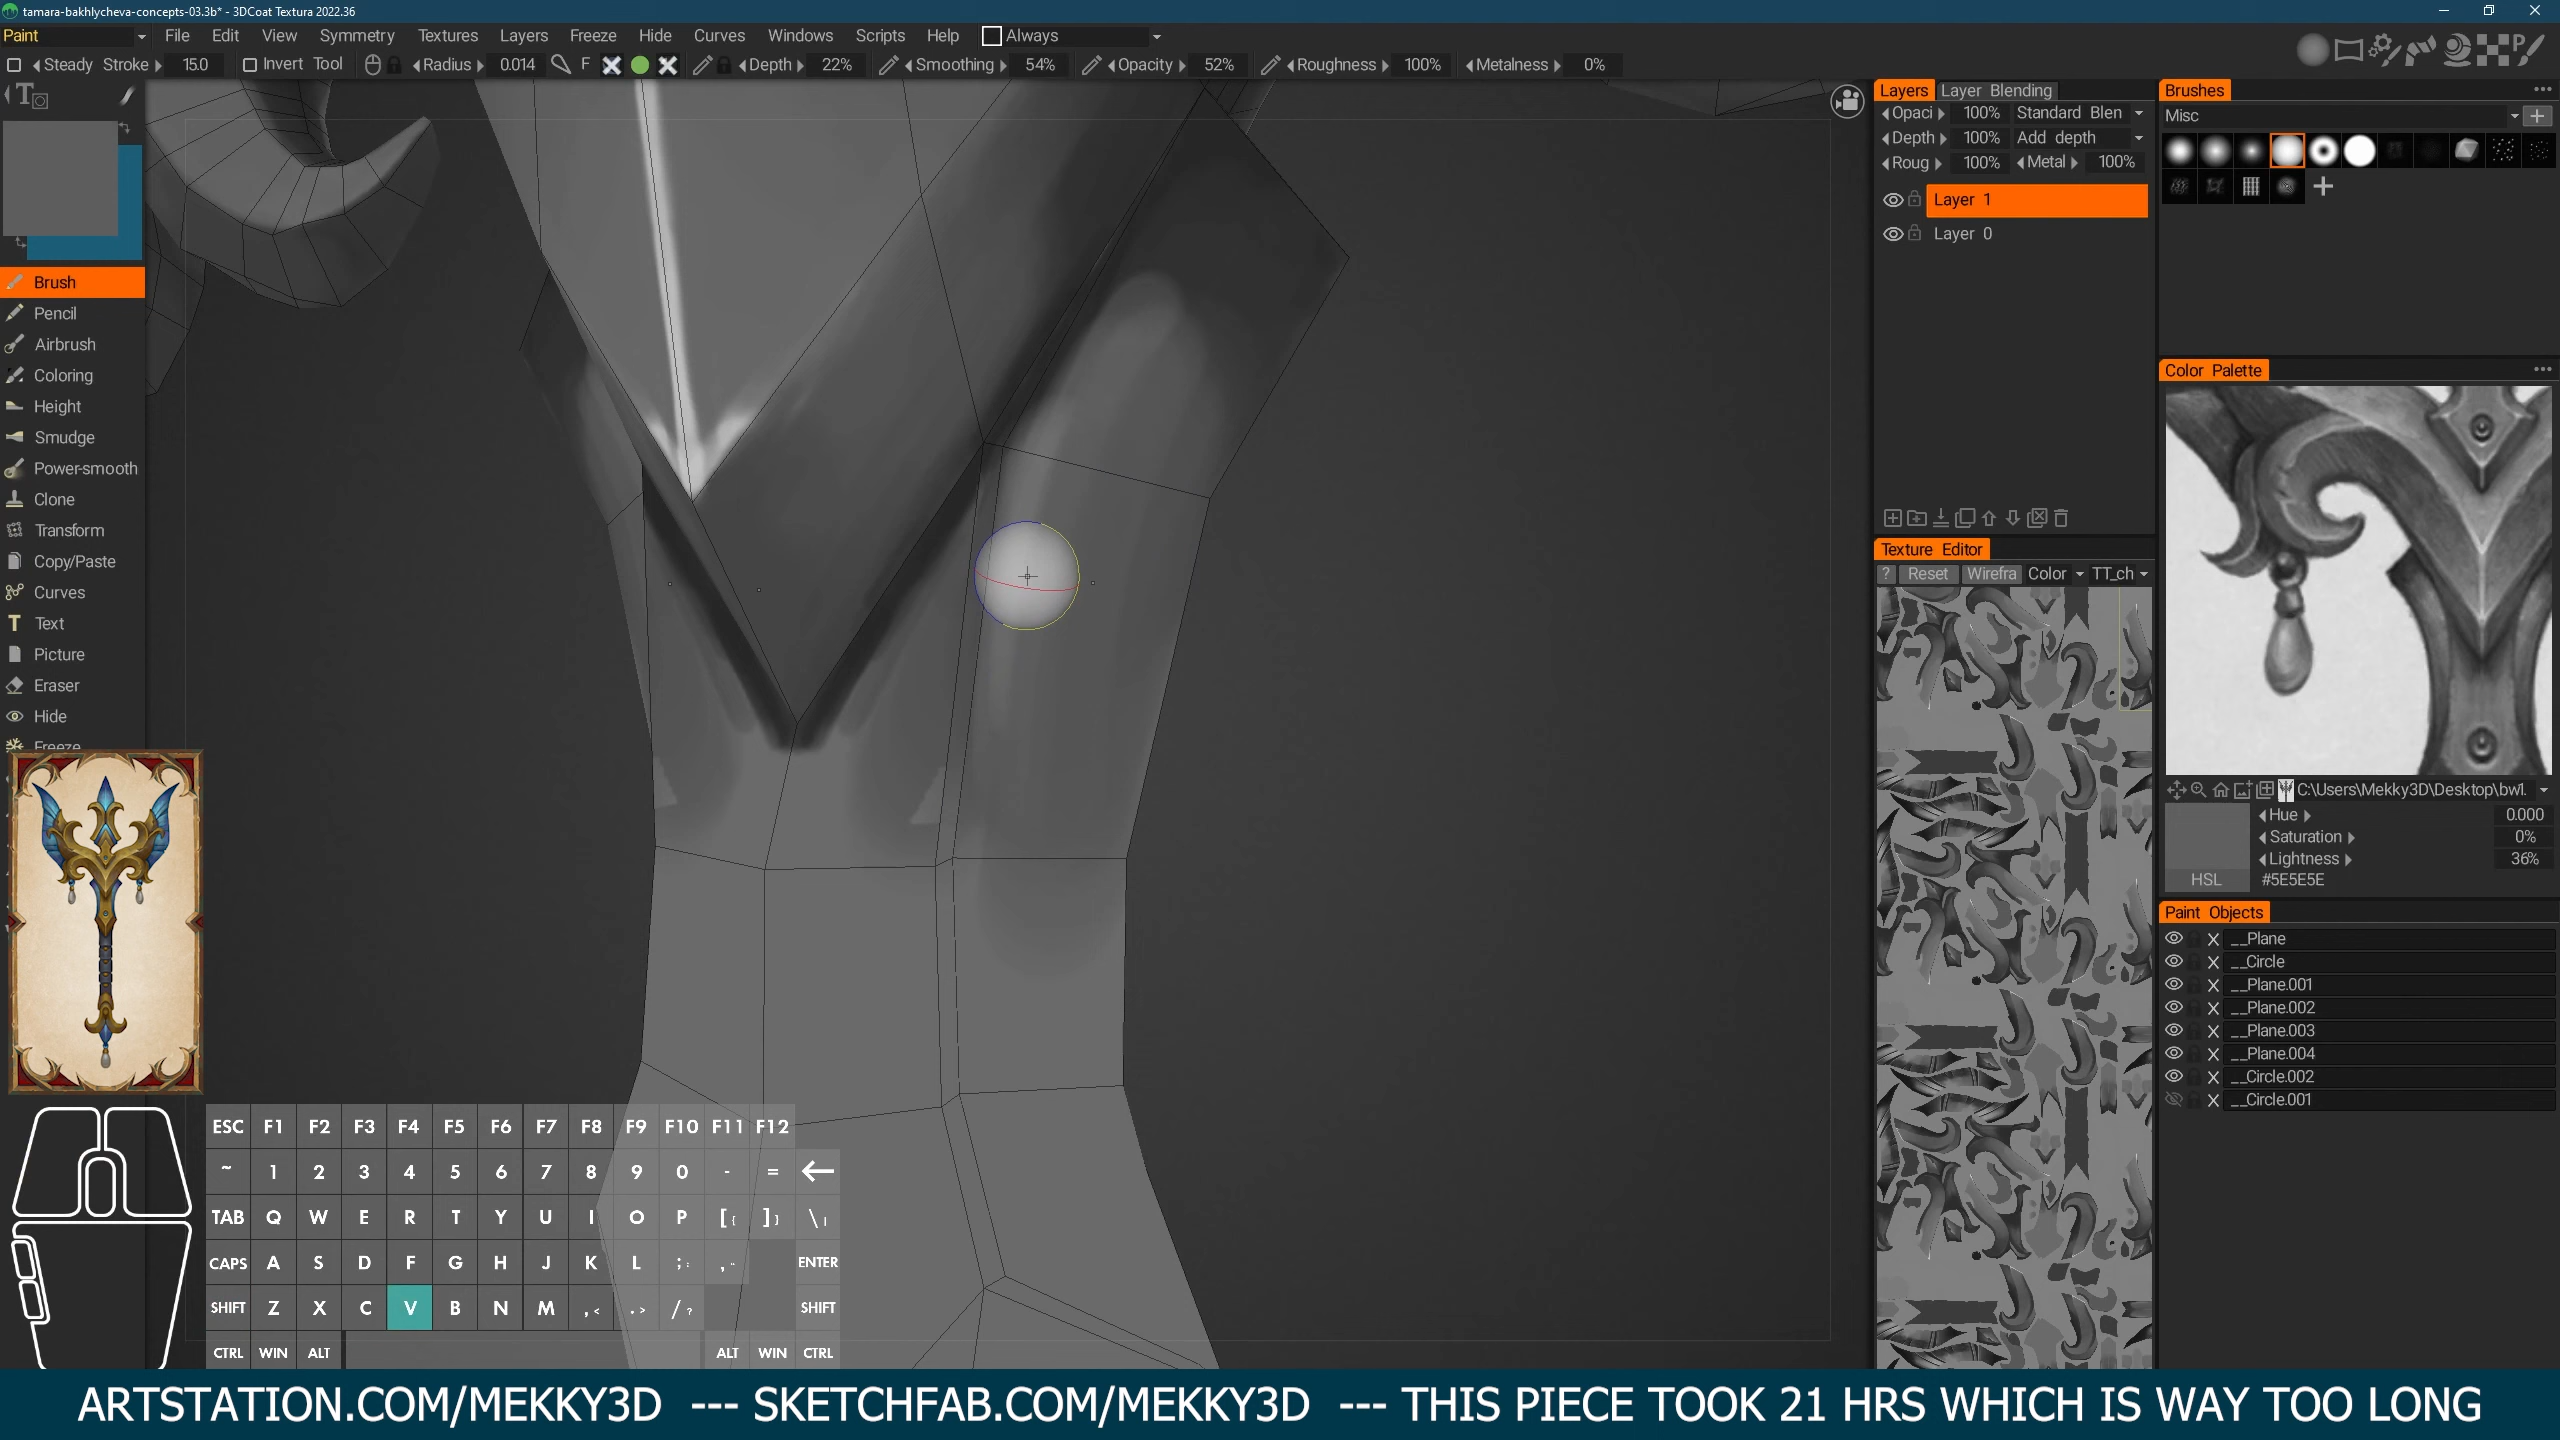 tamara-bakhlycheva-concepts-03.3b* - 3DCoat Textura 2022.36
Paint File Edit View Symmetry Textures Layers Freeze Hide Curves Windows Scripts Help Always
Steady Stroke 15.0 Invert Tool Radius 0.014 F Depth 22% Smoothing 54% Opacity 52% Roughness 100% Metalness 0%
Brush
Pencil
Airbrush
Coloring
Height
Smudge
Power-smooth
Clone
Transform
Copy/Paste
Curves
Text
Picture
Eraser
Hide
Freeze
Layers Layer Blending
Opaci 100% Standard Blen
Depth 100% Add depth
Roug 100% Metal 100%
Layer 1
Layer 0
Texture Editor
? Reset Wirefra Color TT_ch
Brushes
Misc
Color Palette
C:\Users\Mekky3D\Desktop\bw1.
Hue 0.000
Saturation 0%
Lightness 36%
HSL #5E5E5E
Paint Objects
X __Plane
X __Circle
X __Plane.001
X __Plane.002
X __Plane.003
X __Plane.004
X __Circle.002
X __Circle.001
ESC F1 F2 F3 F4 F5 F6 F7 F8 F9 F10 F11 F12
~ 1 2 3 4 5 6 7 8 9 0 - =
TAB Q W E R T Y U I O P [{ ]} \|
CAPS A S D F G H J K L ;: ," ENTER
SHIFT Z X C V B N M ,< .> /? SHIFT
CTRL WIN ALT ALT WIN CTRL
ARTSTATION.COM/MEKKY3D --- SKETCHFAB.COM/MEKKY3D --- THIS PIECE TOOK 21 HRS WHICH IS WAY TOO LONG